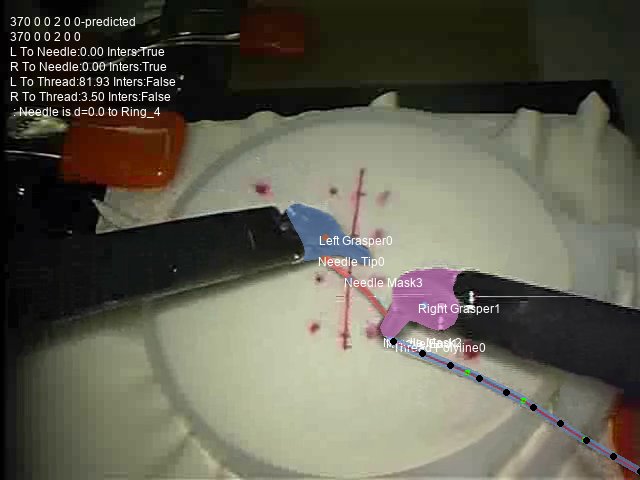 370 0 0 2 0 0-predicted
370 0 0 2 0 0
L To Needle:0.00 Inters:True
R To Needle:0.00 Inters:True
L To Thread:81.93 Inters:False
R To Thread:3.50 Inters:False
: Needle is d=0.0 to Ring_4
Left Grasper0
Needle Tip0
Needle Mask3
Right Grasper1
Thread Polyline0